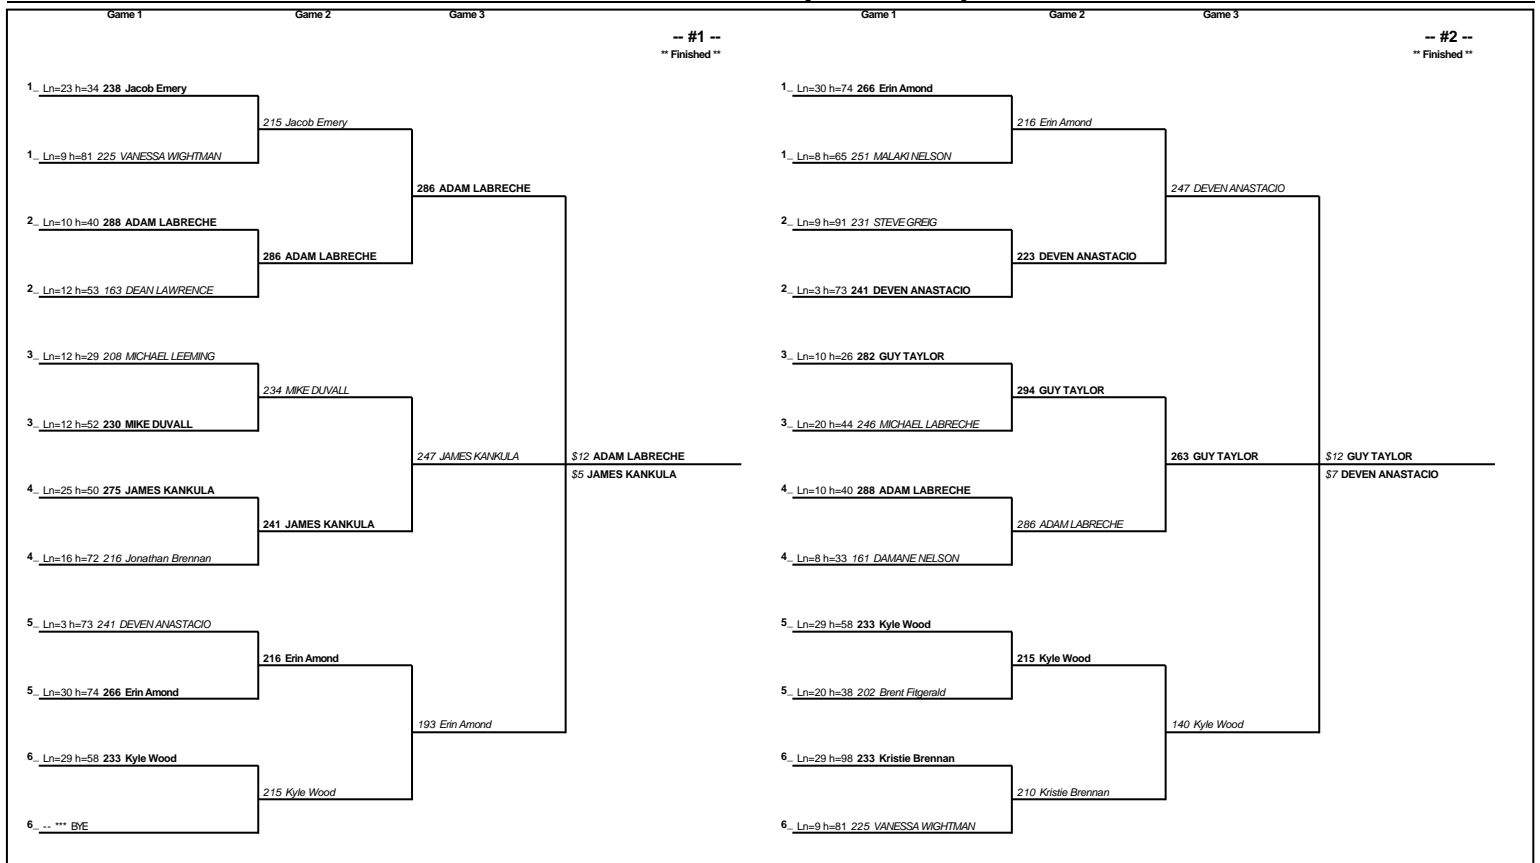 Game 1 Game 2 Game 3
-- #1 --
** Finished **
1_ Ln=23 h=34 238 Jacob Emery
215 Jacob Emery
1_ Ln=9 h=81 225 VANESSA WIGHTMAN
286 ADAM LABRECHE
2_ Ln=10 h=40 288 ADAM LABRECHE
286 ADAM LABRECHE
2_ Ln=12 h=53 163 DEAN LAWRENCE
3_ Ln=12 h=29 208 MICHAEL LEEMING
234 MIKE DUVALL
3_ Ln=12 h=52 230 MIKE DUVALL
247 JAMES KANKULA
$12 ADAM LABRECHE
$5 JAMES KANKULA
4_ Ln=25 h=50 275 JAMES KANKULA
241 JAMES KANKULA
4_ Ln=16 h=72 216 Jonathan Brennan
5_ Ln=3 h=73 241 DEVEN ANASTACIO
216 Erin Amond
5_ Ln=30 h=74 266 Erin Amond
193 Erin Amond
6_ Ln=29 h=58 233 Kyle Wood
215 Kyle Wood
6_ -- *** BYE
Game 1 Game 2 Game 3
-- #2 --
** Finished **
1_ Ln=30 h=74 266 Erin Amond
216 Erin Amond
1_ Ln=8 h=65 251 MALAKI NELSON
247 DEVEN ANASTACIO
2_ Ln=9 h=91 231 STEVE GREIG
223 DEVEN ANASTACIO
2_ Ln=3 h=73 241 DEVEN ANASTACIO
3_ Ln=10 h=26 282 GUY TAYLOR
294 GUY TAYLOR
3_ Ln=20 h=44 246 MICHAEL LABRECHE
263 GUY TAYLOR
$12 GUY TAYLOR
$7 DEVEN ANASTACIO
4_ Ln=10 h=40 288 ADAM LABRECHE
286 ADAM LABRECHE
4_ Ln=8 h=33 161 DAMANE NELSON
5_ Ln=29 h=58 233 Kyle Wood
215 Kyle Wood
5_ Ln=20 h=38 202 Brent Fitgerald
140 Kyle Wood
6_ Ln=29 h=98 233 Kristie Brennan
210 Kristie Brennan
6_ Ln=9 h=81 225 VANESSA WIGHTMAN